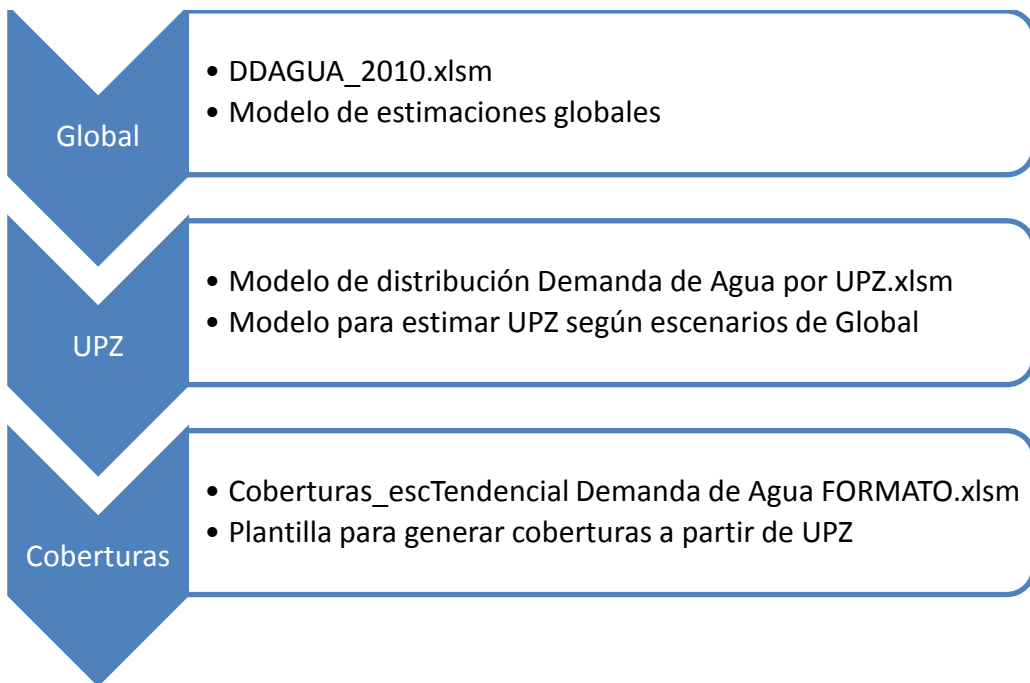 Global
• DDAGUA_2010.xlsm
• Modelo de estimaciones globales
UPZ
• Modelo de distribución Demanda de Agua por UPZ.xlsm
• Modelo para estimar UPZ según escenarios de Global
Coberturas
• Coberturas_escTendencial Demanda de Agua FORMATO.xlsm
• Plantilla para generar coberturas a partir de UPZ